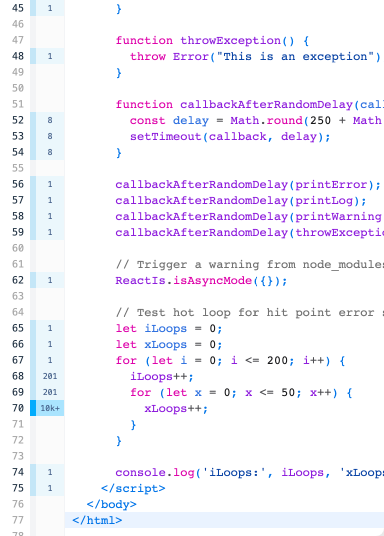 45 1 }
46
47 function throwException() {
48 1 throw Error("This is an exception")
49 }
50
51 function callbackAfterRandomDelay(cal
52 8 const delay = Math.round(250 + Math
53 8 setTimeout(callback, delay);
54 8 }
55
56 1 callbackAfterRandomDelay(printError);
57 1 callbackAfterRandomDelay(printLog);
58 1 callbackAfterRandomDelay(printWarning
59 1 callbackAfterRandomDelay(throwExceptio
60
61 // Trigger a warning from node_modules
62 1 ReactIs.isAsyncMode({});
63
64 // Test hot loop for hit point error s
65 1 let iLoops = 0;
66 1 let xLoops = 0;
67 1 for (let i = 0; i <= 200; i++) {
68 201 iLoops++;
69 201 for (let x = 0; x <= 50; x++) {
70 10k+ xLoops++;
71 }
72 }
73
74 1 console.log('iLoops:', iLoops, 'xLoops
75 1 </script>
76 </body>
77 </html>
78